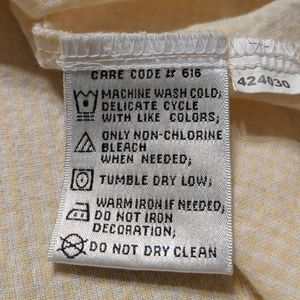 CARE CODE # 616
424030
MACHINE WASH COLD;
DELICATE CYCLE
WITH LIKE COLORS;
ONLY NON-CHLORINE
BLEACH
WHEN NEEDED;
TUMBLE DRY LOW;
WARM IRON IF NEEDED;
DO NOT IRON
DECORATION;
DO NOT DRY CLEAN